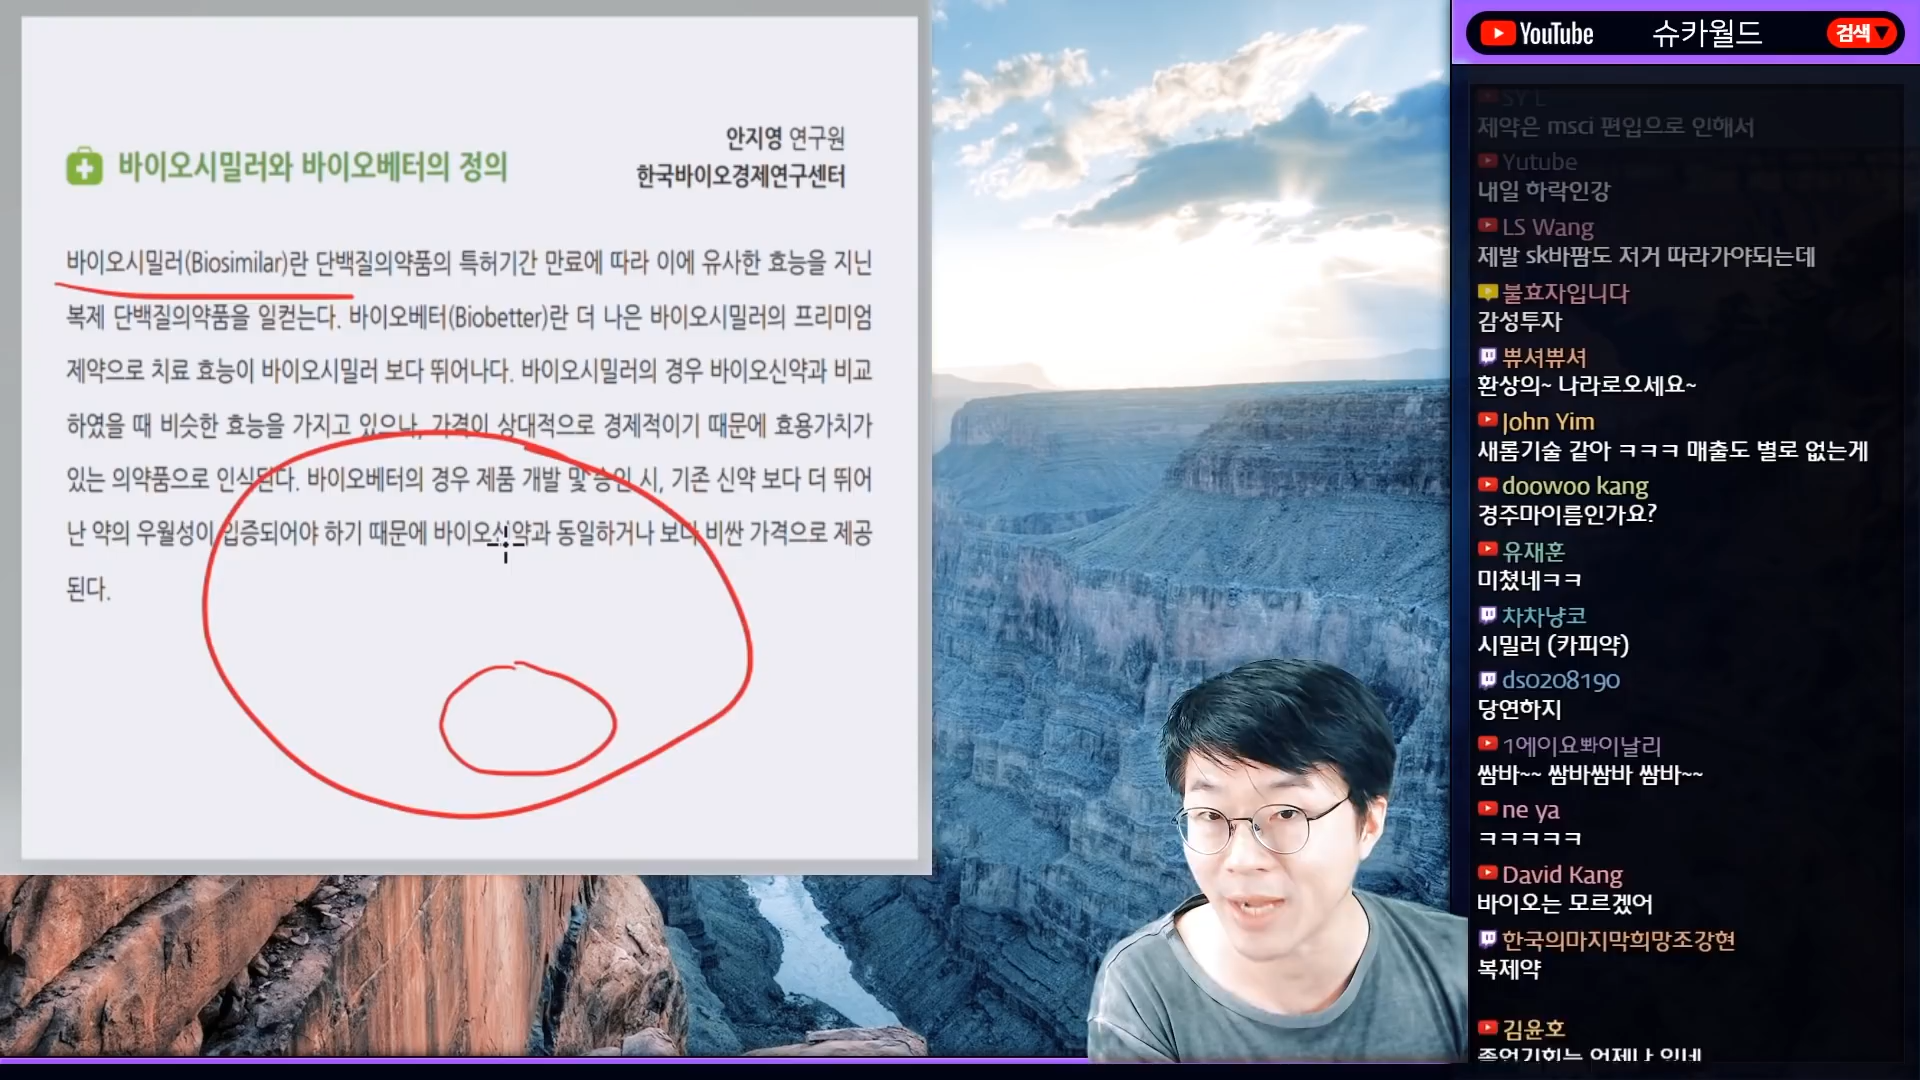 안지영 연구원
바이오시밀러와 바이오베터의 정의
한국바이오경제연구센터
바이오시밀러(Biosimilar)란 단백질의약품의 특허기간 만료에 따라 이에 유사한 효능을 지닌
복제 단백질의약품을 일컫는다. 바이오베터(Biobetter)란 더 나은 바이오시밀러의 프리미엄
제약으로 치료 효능이 바이오시밀러 보다 뛰어나다. 바이오시밀러의 경우 바이오신약과 비교
하였을 때 비슷한 효능을 가지고 있으나, 가격이 상대적으로 경제적이기 때문에 효용가치가
있는 의약품으로 인식된다. 바이오베터의 경우 제품 개발 및 승인 시, 기존 신약 보다 더 뛰어
난 약의 우월성이 입증되어야 하기 때문에 바이오신약과 동일하거나 보다 비싼 가격으로 제공
된다.
YouTube 슈카월드 검색▼
SY L
제약은 msci 편입으로 인해서
Yutube
내일 하락인강
LS Wang
제발 sk바팜도 저거 따라가야되는데
불효자입니다
감성투자
쀼셔쀼셔
환상의~ 나라로오세요~
John Yim
새롬기술 같아 ㅋㅋㅋ 매출도 별로 없는게
doowoo kang
경주마이름인가요?
유재훈
미쳤네ㅋㅋ
차차냥코
시밀러 (카피약)
ds0208190
당연하지
1에이요빠이날리
쌈바~~ 쌈바쌈바 쌈바~~
ne ya
ㅋㅋㅋㅋㅋ
David Kang
바이오는 모르겠어
한국의마지막희망조강현
복제약
김윤호